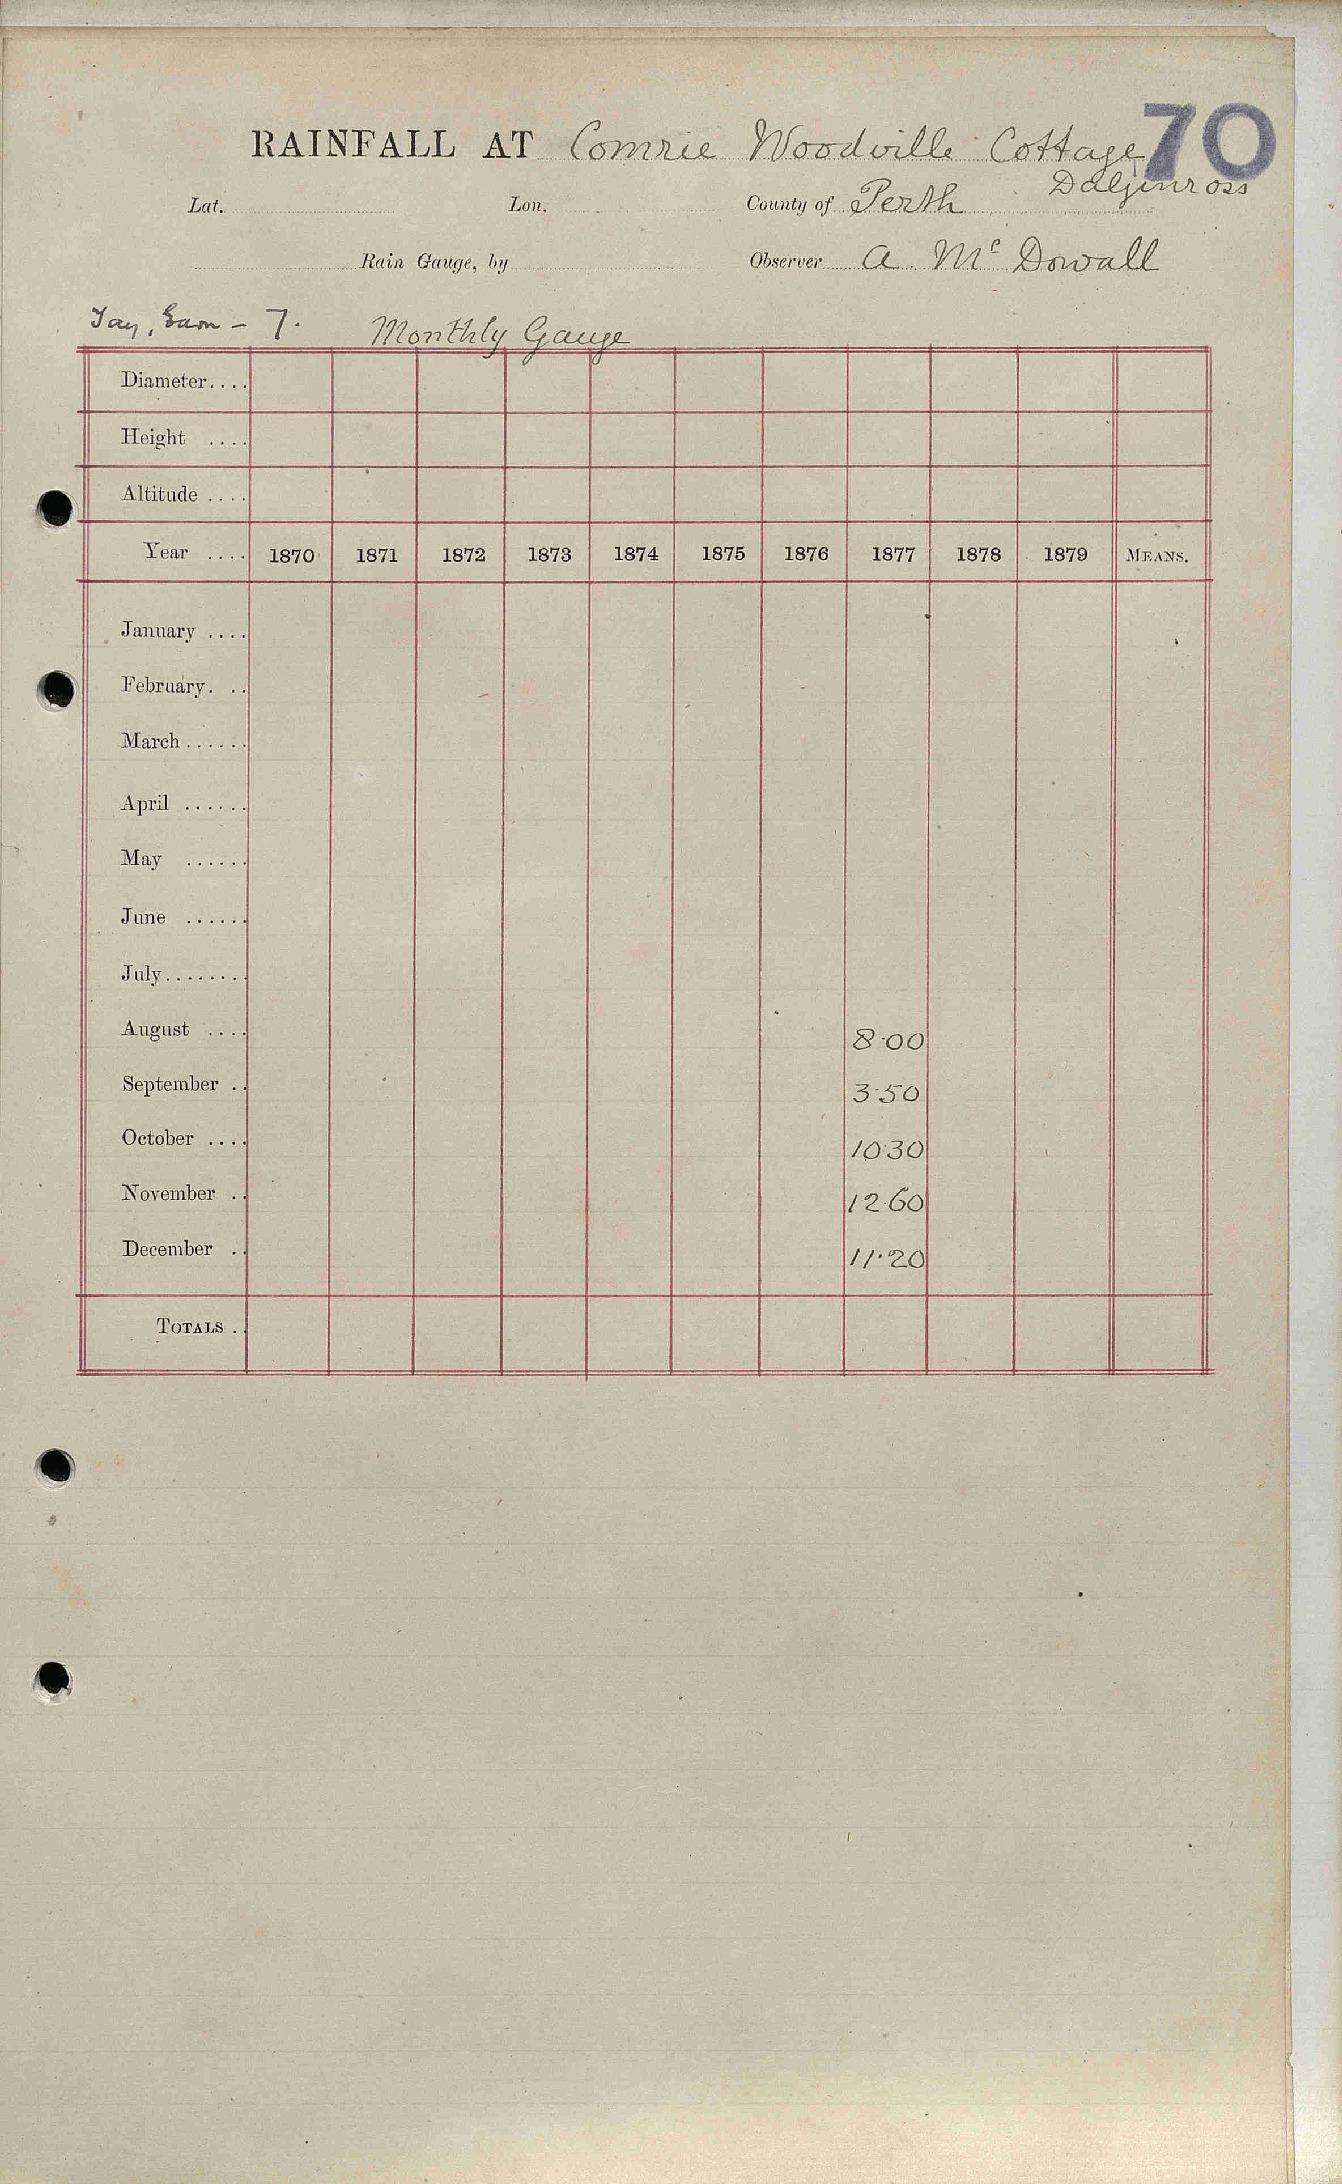 70
RAINFALL AT Comrie Woodville Cottage
Dalginross
Lat. Lon. County of Perth
Rain Gauge, by Observer A. Mc Dowall
Tay, Earn - 7. Monthly Gauge
Diameter....
Height ....
Altitude ....
Year .... 1870 1871 1872 1873 1874 1875 1876 1877 1878 1879 MEANS.
January ....
February. ..
March......
April ......
May ......
June ......
July........
August .... 8.00
September .. 3.50
October .... 10.30
November .. 12.60
December .. 11.20
TOTALS ..